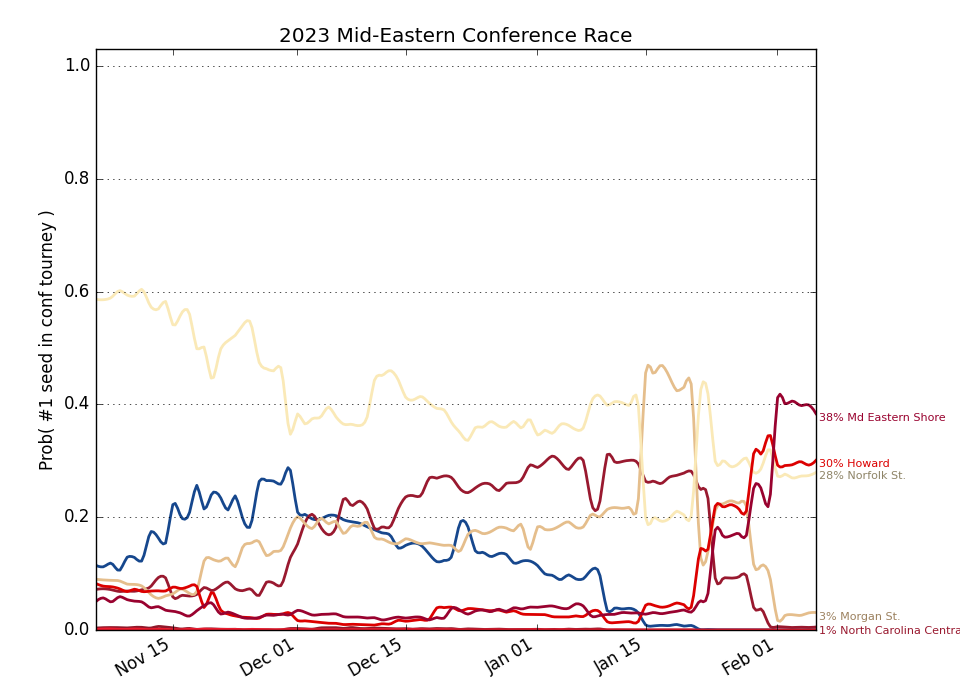 2023 Mid-Eastern Conference Race
Prob( #1 seed in conf tourney )
1.0
0.8
0.6
0.4
0.2
0.0
Nov 15
Dec 01
Dec 15
Jan 01
Jan 15
Feb 01
38% Md Eastern Shore
30% Howard
28% Norfolk St.
3% Morgan St.
1% North Carolina Centra